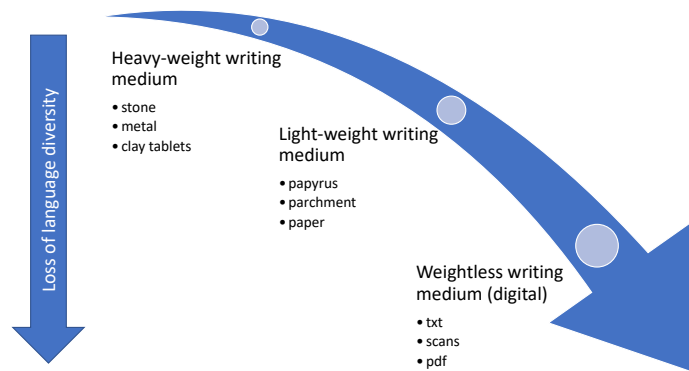 Loss of language diversity
Heavy-weight writing
medium
• stone
• metal
• clay tablets
Light-weight writing
medium
• papyrus
• parchment
• paper
Weightless writing
medium (digital)
• txt
• scans
• pdf